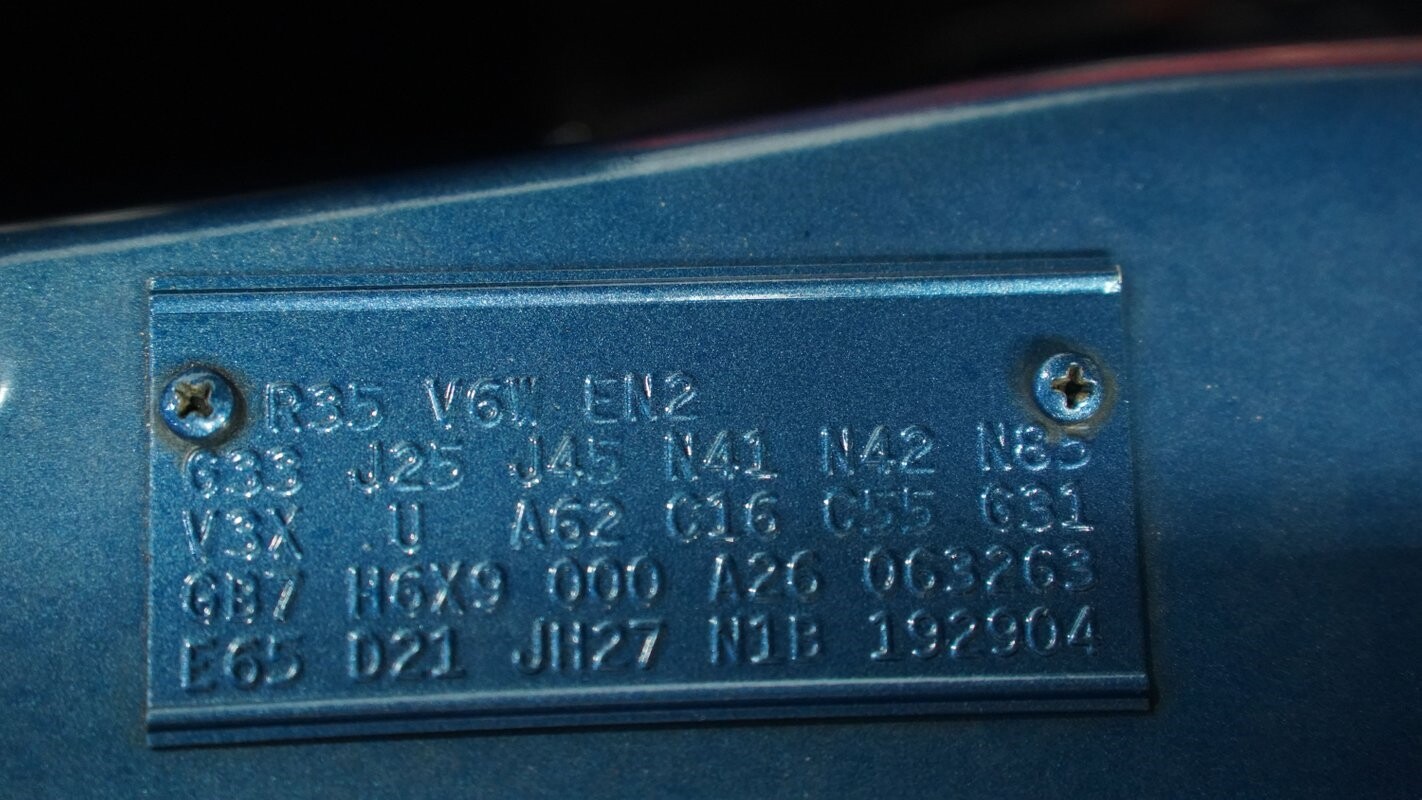 R35 V6W EN2
G33 J25 J45 N41 N42 N85
V3X U A62 C16 C55 G31
GB7 H6X9 000 A26 063263
E65 D21 JH27 N1B 192904